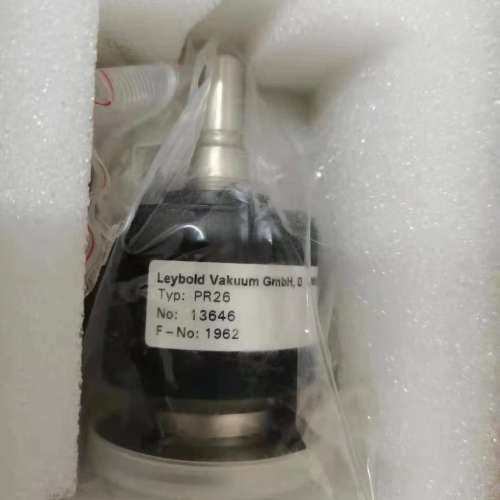 Leybold Vakuum GmbH, D
Typ: PR26
No: 13646
F-No: 1962